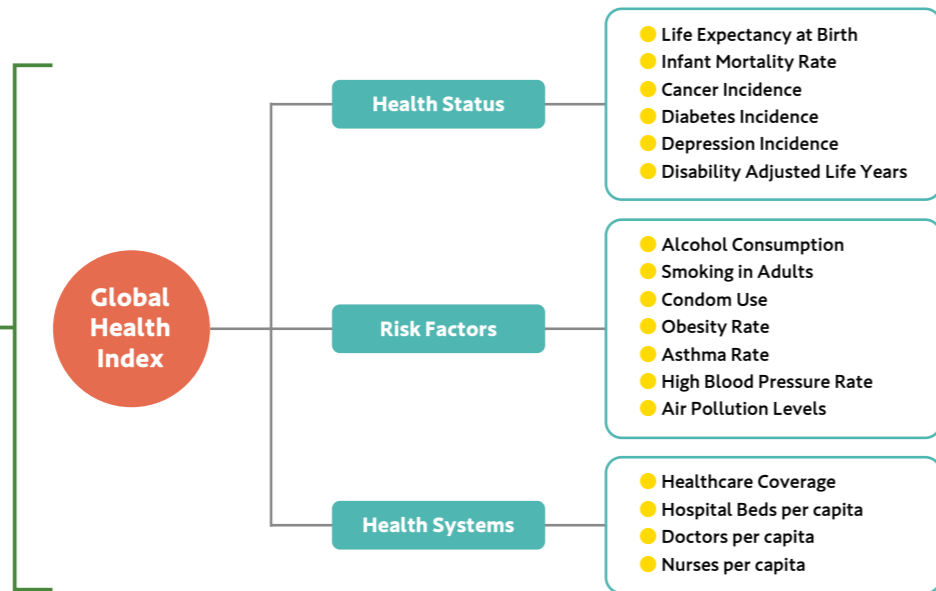 Global
Health
Index
Health Status
Life Expectancy at Birth
Infant Mortality Rate
Cancer Incidence
Diabetes Incidence
Depression Incidence
Disability Adjusted Life Years
Risk Factors
Alcohol Consumption
Smoking in Adults
Condom Use
Obesity Rate
Asthma Rate
High Blood Pressure Rate
Air Pollution Levels
Health Systems
Healthcare Coverage
Hospital Beds per capita
Doctors per capita
Nurses per capita